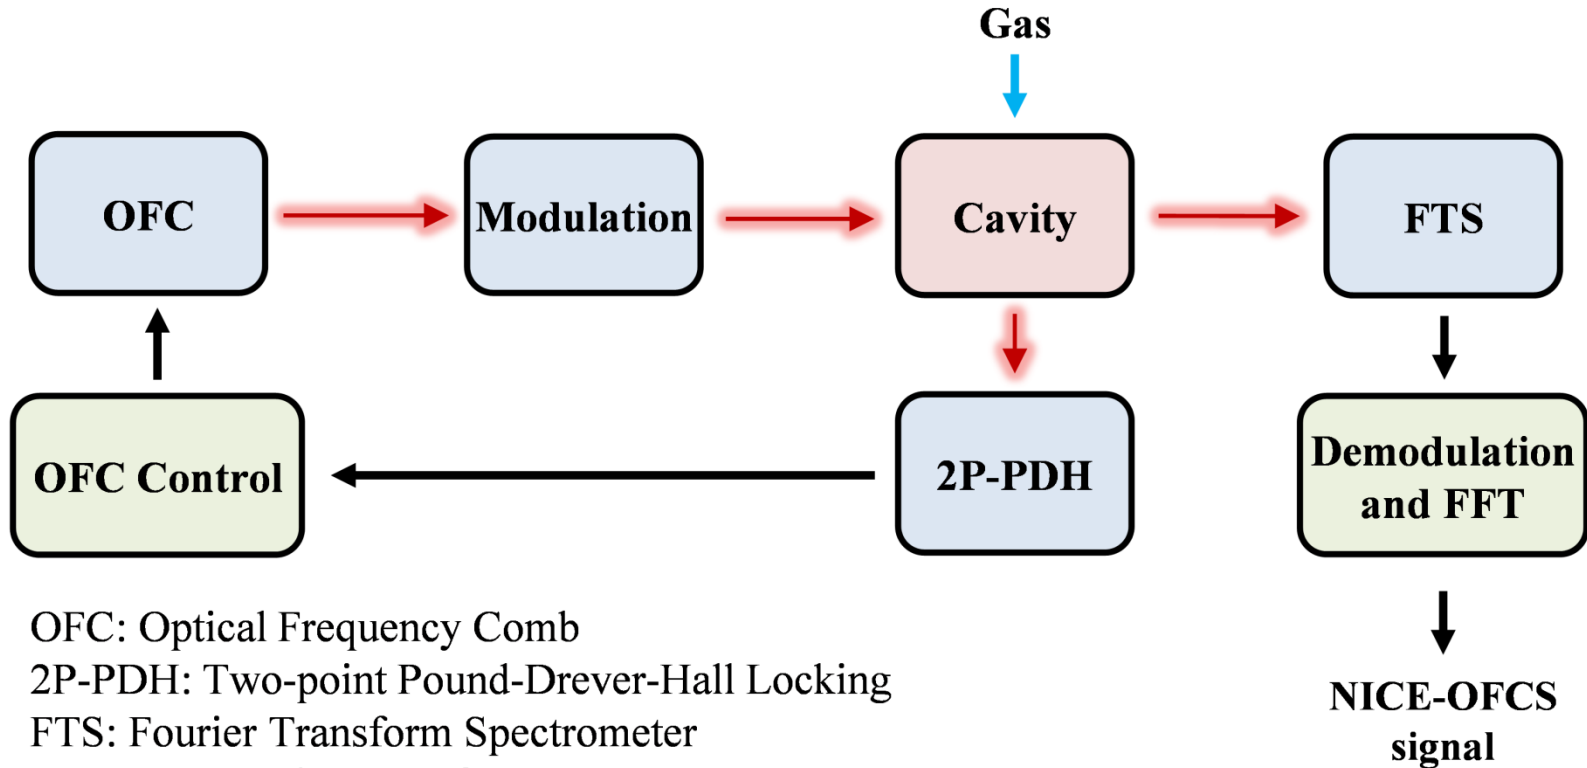 Gas
OFC
Modulation
Cavity
FTS
OFC Control
2P-PDH
Demodulation
and FFT
OFC: Optical Frequency Comb
2P-PDH: Two-point Pound-Drever-Hall Locking
FTS: Fourier Transform Spectrometer
NICE-OFCS
signal